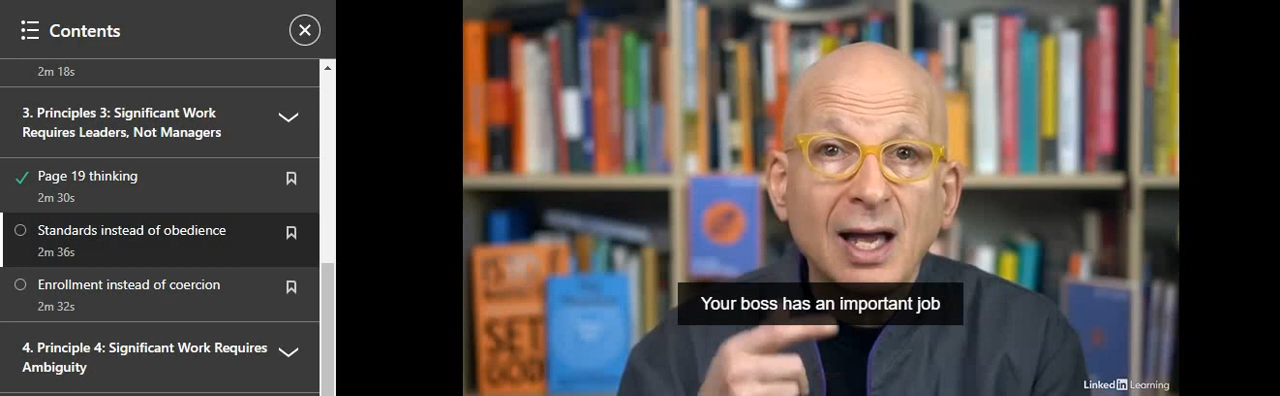 Contents
2m 18s
3. Principles 3: Significant Work
Requires Leaders, Not Managers
Page 19 thinking
2m 30s
Standards instead of obedience
2m 36s
Enrollment instead of coercion
2m 32s
4. Principle 4: Significant Work Requires
Ambiguity
SET
GOD
Your boss has an important job
LinkedIn Learning